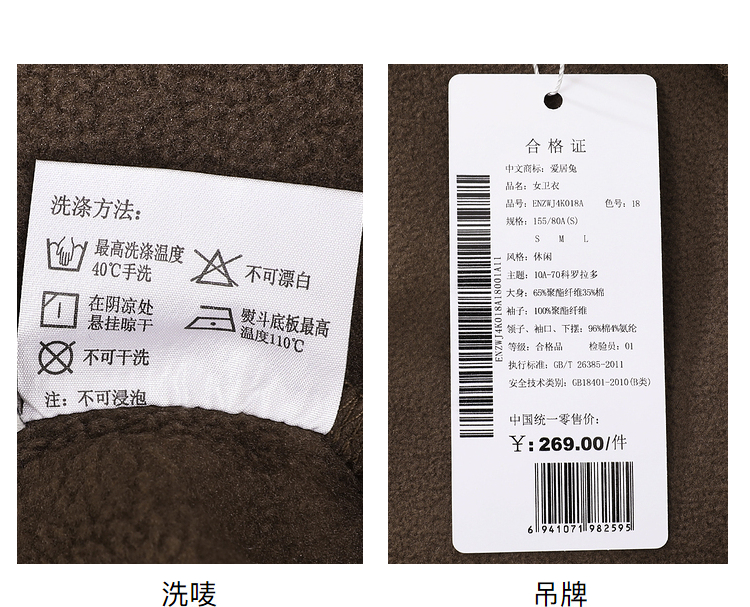 洗涤方法:
最高洗涤温度
40℃手洗
不可漂白
在阴凉处
悬挂晾干
熨斗底板最高
温度110℃
不可干洗
注: 不可浸泡
洗唛
合格证
中文商标: 爱居兔
品名: 女卫衣
品号: ENZWJ4K018A 色号: 18
规格: 155/80A(S)
S M L
风格: 休闲
主题: 10A-70科罗拉多
大身: 65%聚酯纤维35%棉
袖子: 100%聚酯纤维
领子、袖口、下摆: 96%棉4%氨纶
等级: 合格品 检验员: 01
执行标准: GB/T 26385-2011
安全技术类别: GB18401-2010(B类)
ENZWJ4K018A18001A11
中国统一零售价:
¥:269.00/件
6 941071 982595
吊牌